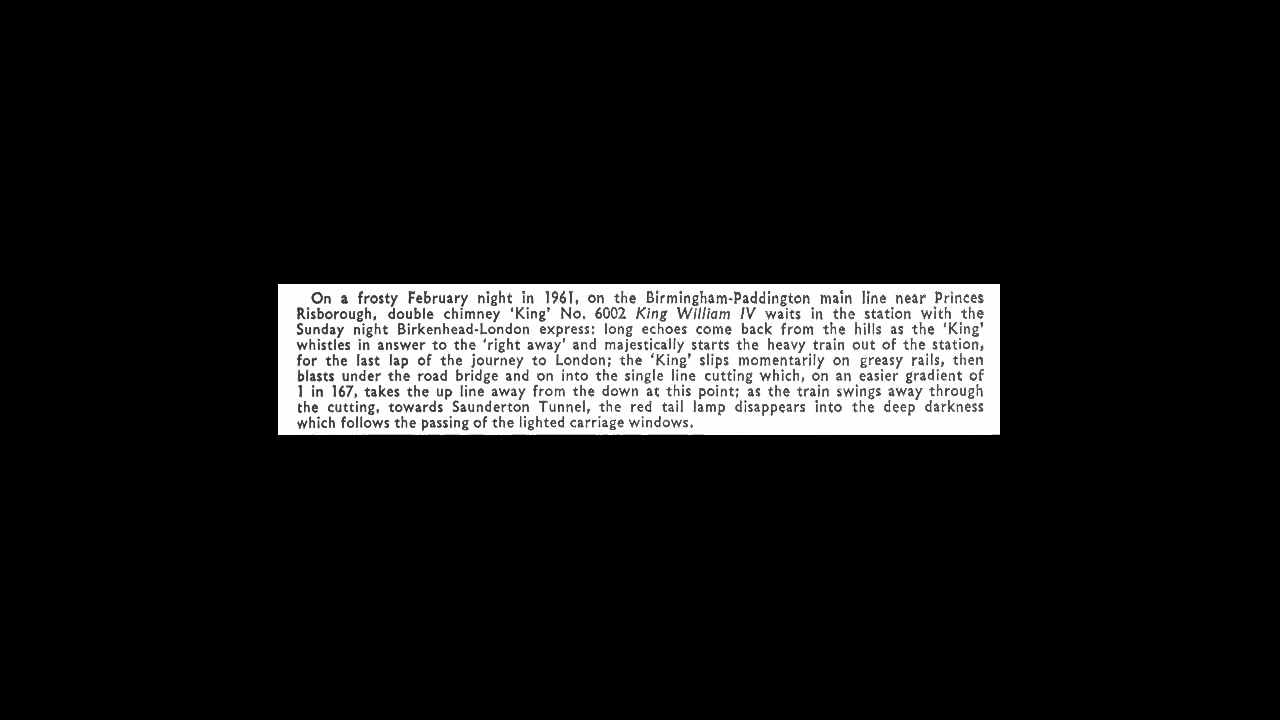 On a frosty February night in 1961, on the Birmingham-Paddington main line near Princes
Risborough, double chimney ‘King’ No. 6002 King William IV waits in the station with the
Sunday night Birkenhead-London express: long echoes come back from the hills as the ‘King’
whistles in answer to the ‘right away’ and majestically starts the heavy train out of the station,
for the last lap of the journey to London; the ‘King’ slips momentarily on greasy rails, then
blasts under the road bridge and on into the single line cutting which, on an easier gradient of
1 in 167, takes the up line away from the down at this point; as the train swings away through
the cutting, towards Saunderton Tunnel, the red tail lamp disappears into the deep darkness
which follows the passing of the lighted carriage windows.